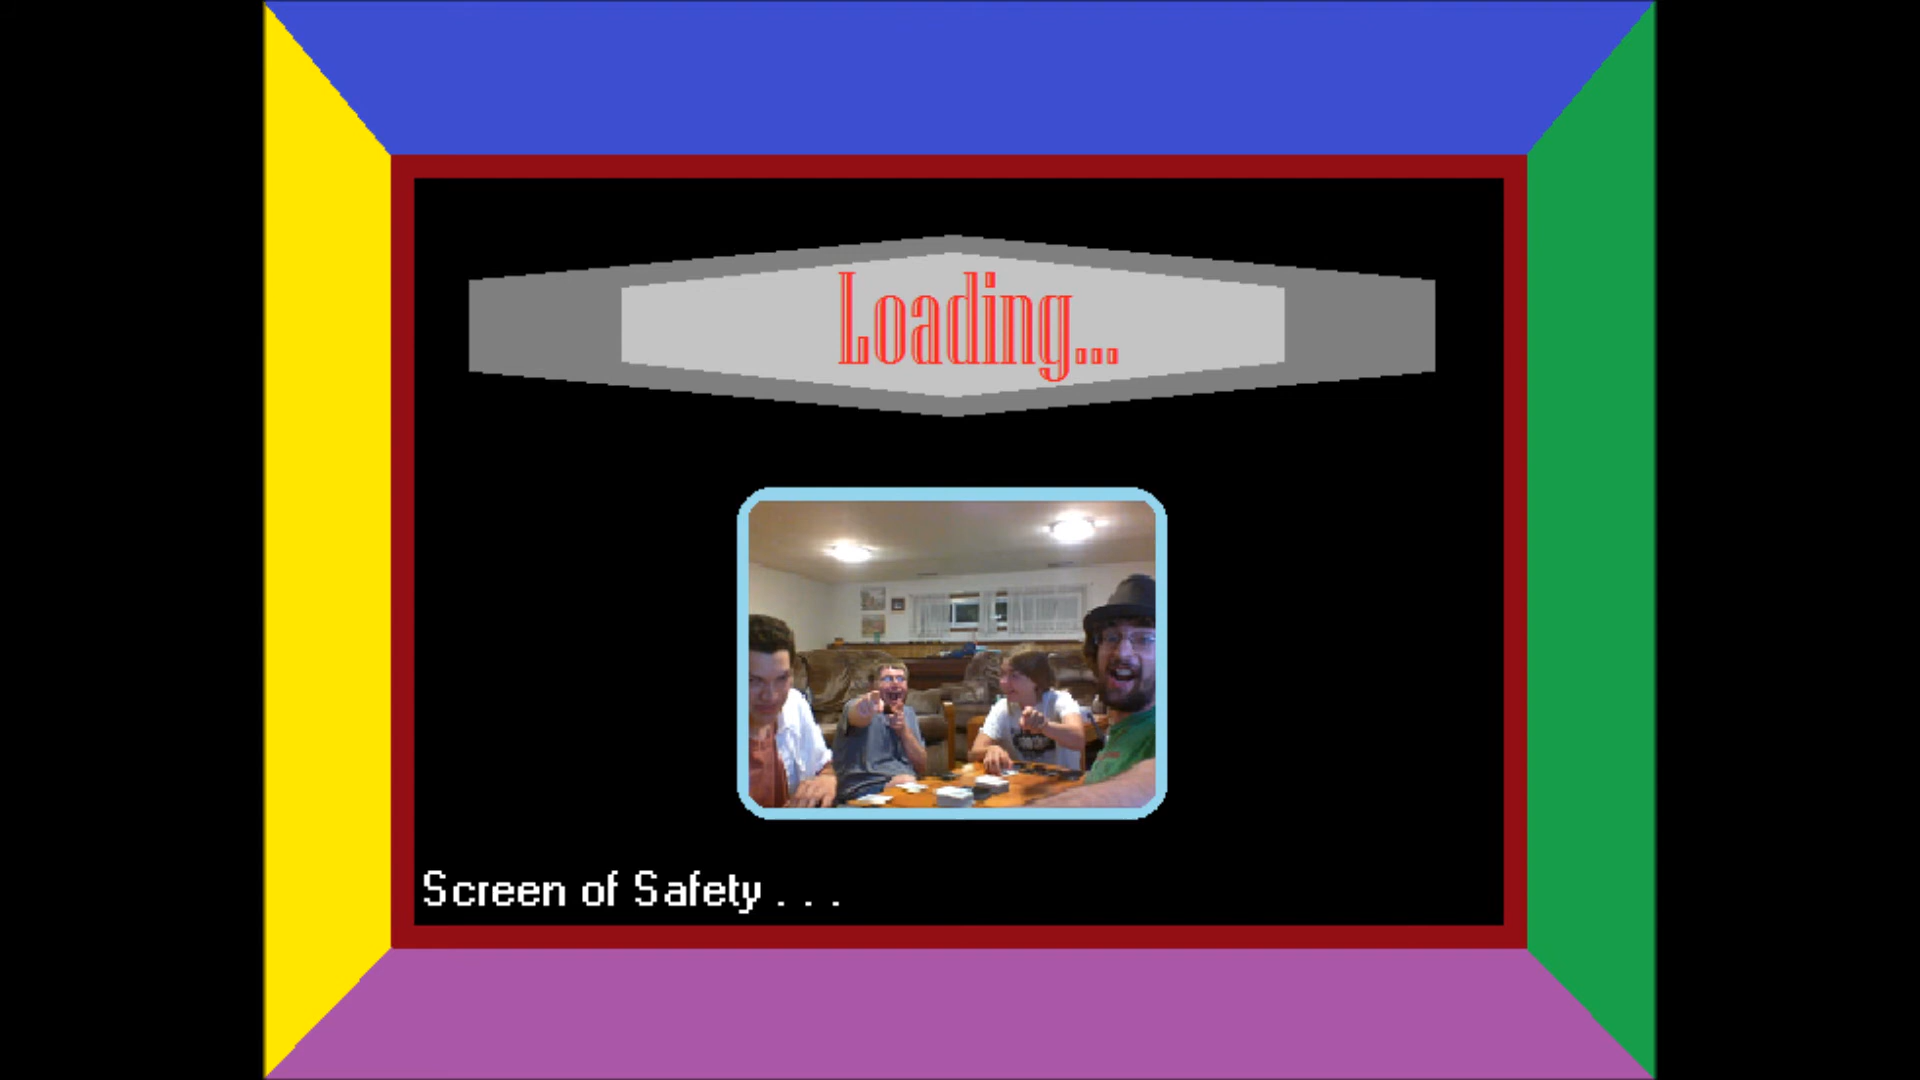 Loading...
Screen of Safety . . .